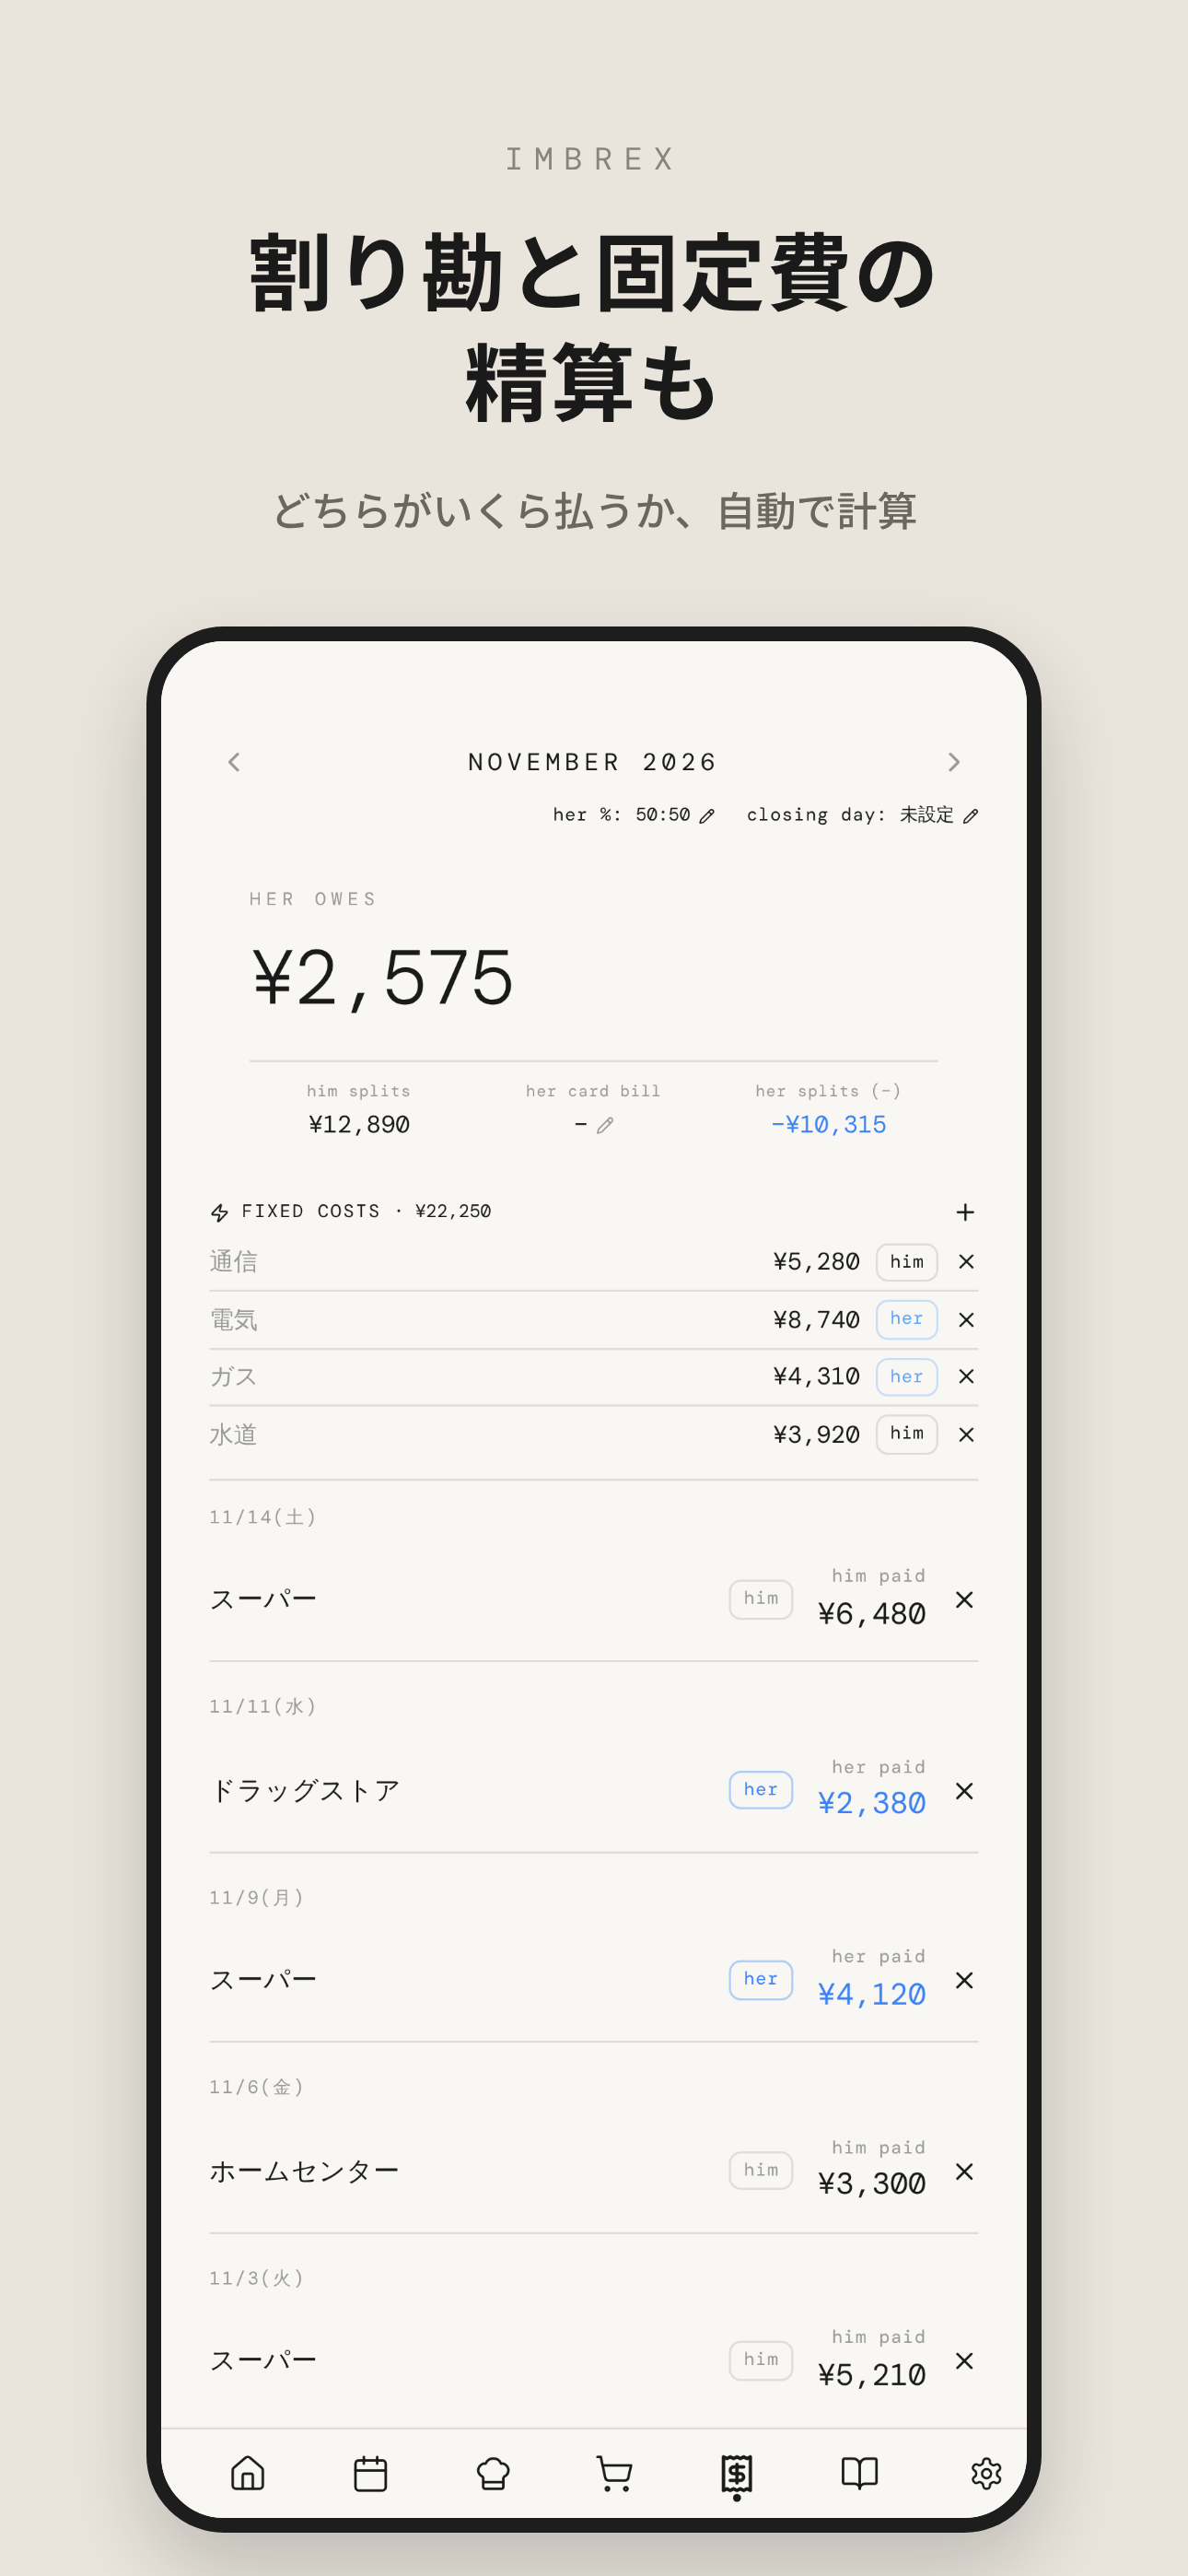 IMBREX
割り勘と固定費の
精算も
どちらがいくら払うか、自動で計算
NOVEMBER 2026
her %: 50:50 closing day: 未設定
HER OWES
¥2,575
him splits her card bill her splits (−)
¥12,890 − −¥10,315
FIXED COSTS · ¥22,250 +
通信 ¥5,280 him ×
電気 ¥8,740 her ×
ガス ¥4,310 her ×
水道 ¥3,920 him ×
11/14(土)
him paid
スーパー him ¥6,480 ×
11/11(水)
her paid
ドラッグストア her ¥2,380 ×
11/9(月)
her paid
スーパー her ¥4,120 ×
11/6(金)
him paid
ホームセンター him ¥3,300 ×
11/3(火)
him paid
スーパー him ¥5,210 ×